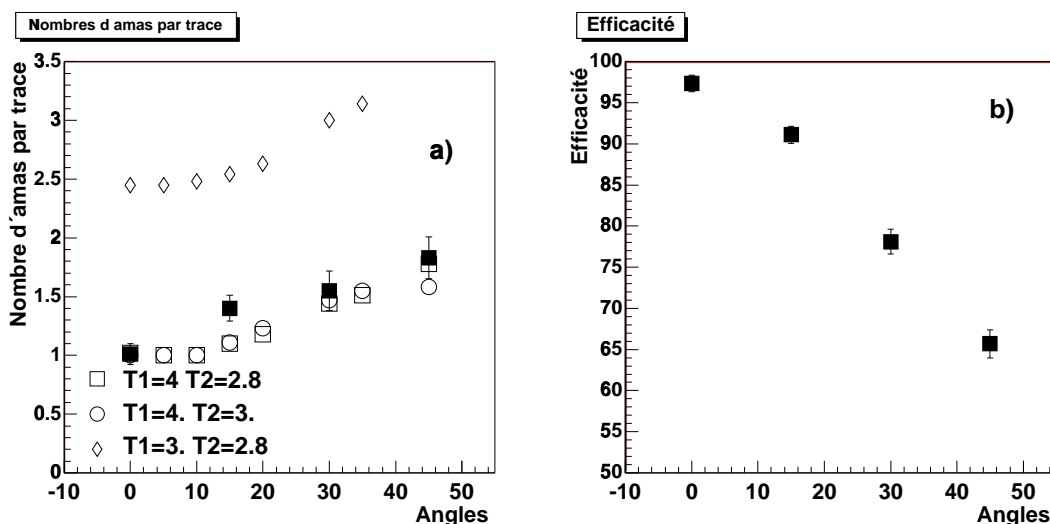 Nombres d amas par trace
Nombre d´amas par trace
3.5
3
2.5
2
1.5
1
0.5
0
a)
T1=4 T2=2.8
T1=4. T2=3.
T1=3. T2=2.8
-10 0 10 20 30 40 50
Angles
Efficacité
Efficacité
100
95
90
85
80
75
70
65
60
55
50
b)
-10 0 10 20 30 40 50
Angles